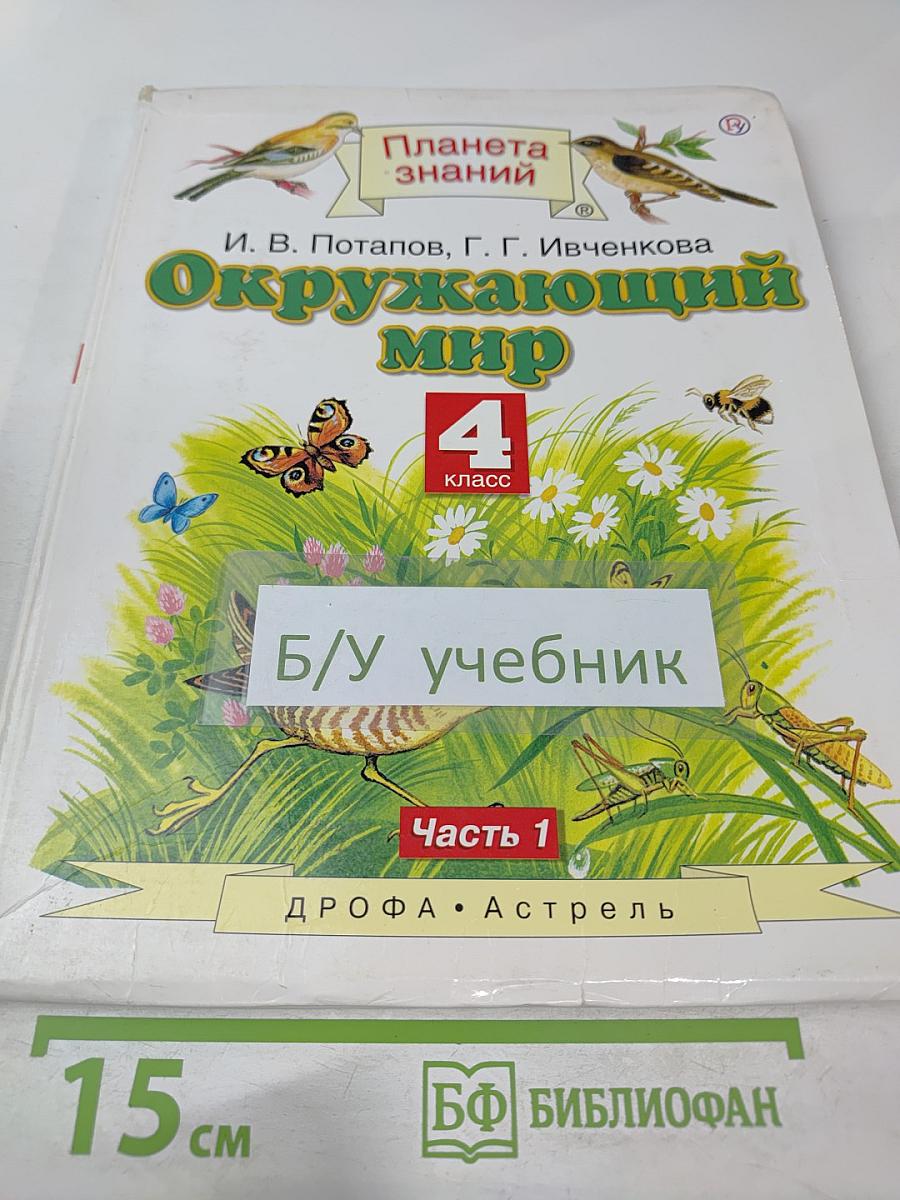 Планета
знаний
®
И. В. Потапов, Г. Г. Ивченкова
Окружающий
мир
4
класс
Б/У учебник
Часть 1
ДРОФА • Астрель
15 см
БФ БИБЛИОФАН